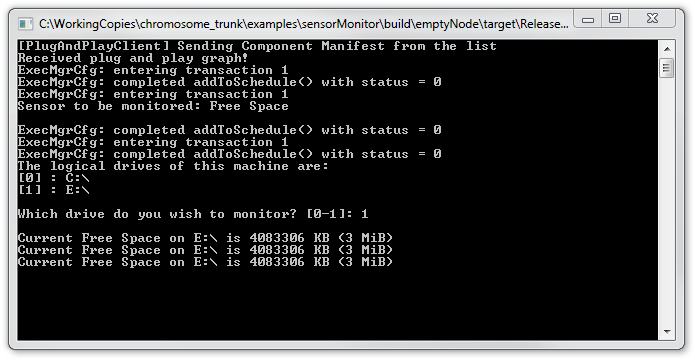 C:\WorkingCopies\chromosome_trunk\examples\sensorMonitor\build\emptyNode\target\Release...
[PlugAndPlayClient] Sending Component Manifest from the list
Received plug and play graph!
ExecMgrCfg: entering transaction 1
ExecMgrCfg: completed addToSchedule() with status = 0
ExecMgrCfg: entering transaction 1
Sensor to be monitored: Free Space
ExecMgrCfg: completed addToSchedule() with status = 0
ExecMgrCfg: entering transaction 1
ExecMgrCfg: completed addToSchedule() with status = 0
The logical drives of this machine are:
[0] : C:\
[1] : E:\
Which drive do you wish to monitor? [0-1]: 1
Current Free Space on E:\ is 4083306 KB (3 MiB)
Current Free Space on E:\ is 4083306 KB (3 MiB)
Current Free Space on E:\ is 4083306 KB (3 MiB)